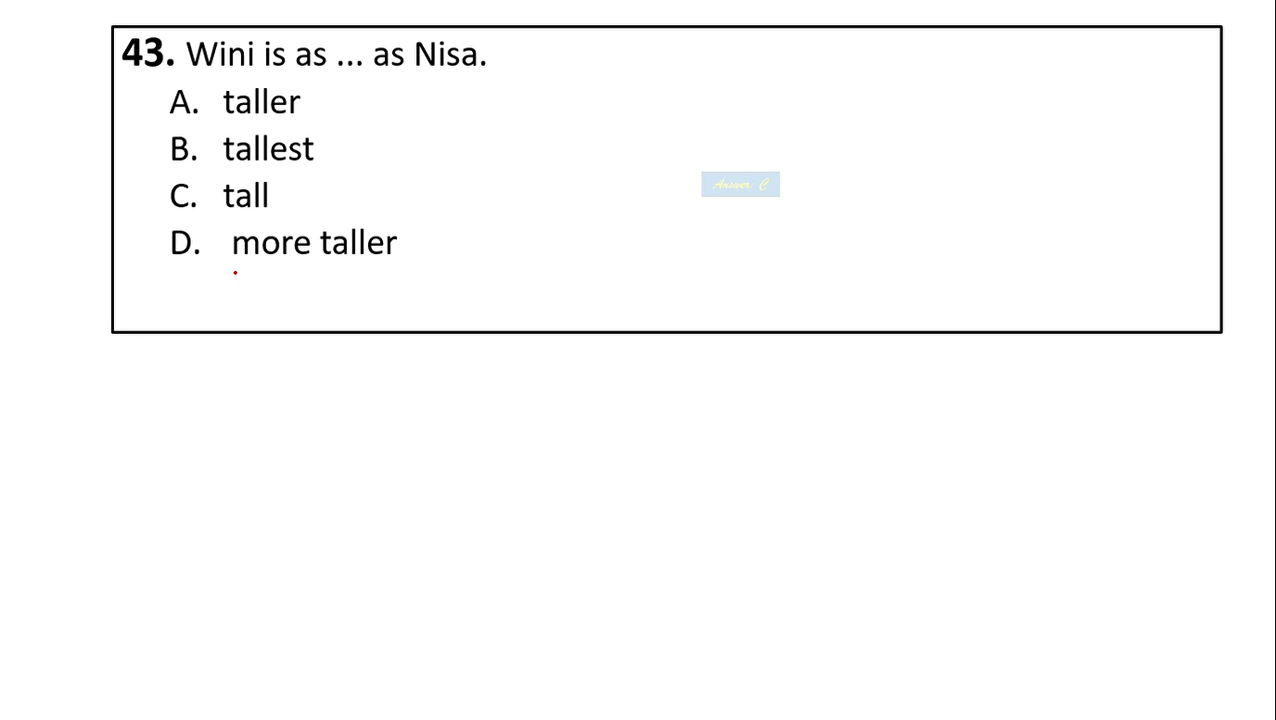 43. Wini is as ... as Nisa.
A. taller
B. tallest
C. tall
D. more taller
Answer: C